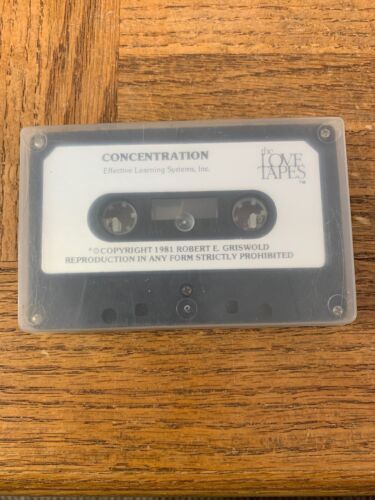 CONCENTRATION
Effective Learning Systems, Inc.
the
LOVE
TAPES
™
*©COPYRIGHT 1981 ROBERT E. GRISWOLD
REPRODUCTION IN ANY FORM STRICTLY PROHIBITED